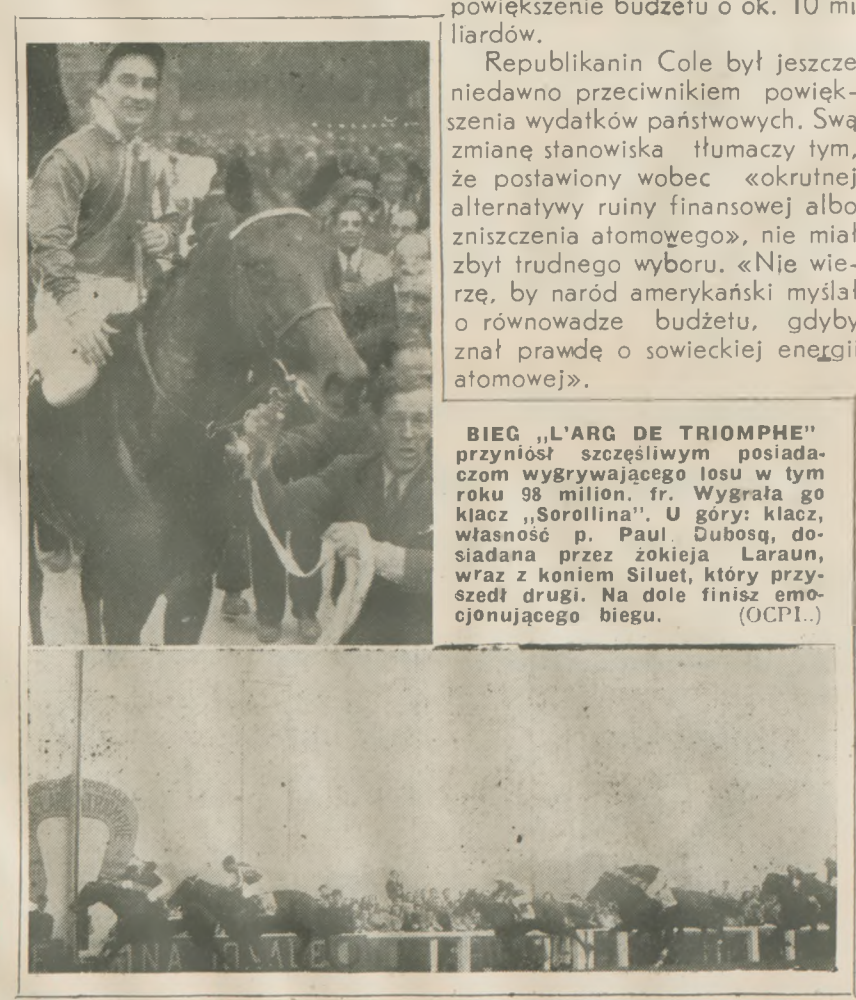 powiększenie budżetu o ok. 10 mi
liardów.
Republikanin Cole był jeszcze
niedawno przeciwnikiem powięk-
szenia wydatków państwowych. Swą
zmianę stanowiska tłumaczy tym,
że postawiony wobec «okrutnej
alternatywy ruiny finansowej albo
zniszczenia atomowego», nie miał
zbyt trudnego wyboru. «Nie wie-
rzę, by naród amerykański myślał
o równowadze budżetu, gdyby
znał prawdę o sowieckiej energii
atomowej».
BIEG „L'ARG DE TRIOMPHE"
przyniósł szczęśliwym posiada-
czom wygrywającego losu w tym
roku 98 milion. fr. Wygrała go
klacz „Sorollina". U góry: klacz,
własność p. Paul Dubosq, do-
siadana przez żokieja Laraun,
wraz z koniem Siluet, który przy-
szedł drugi. Na dole finisz emo-
cjonującego biegu. (OCPI..)
TRIOMPHE